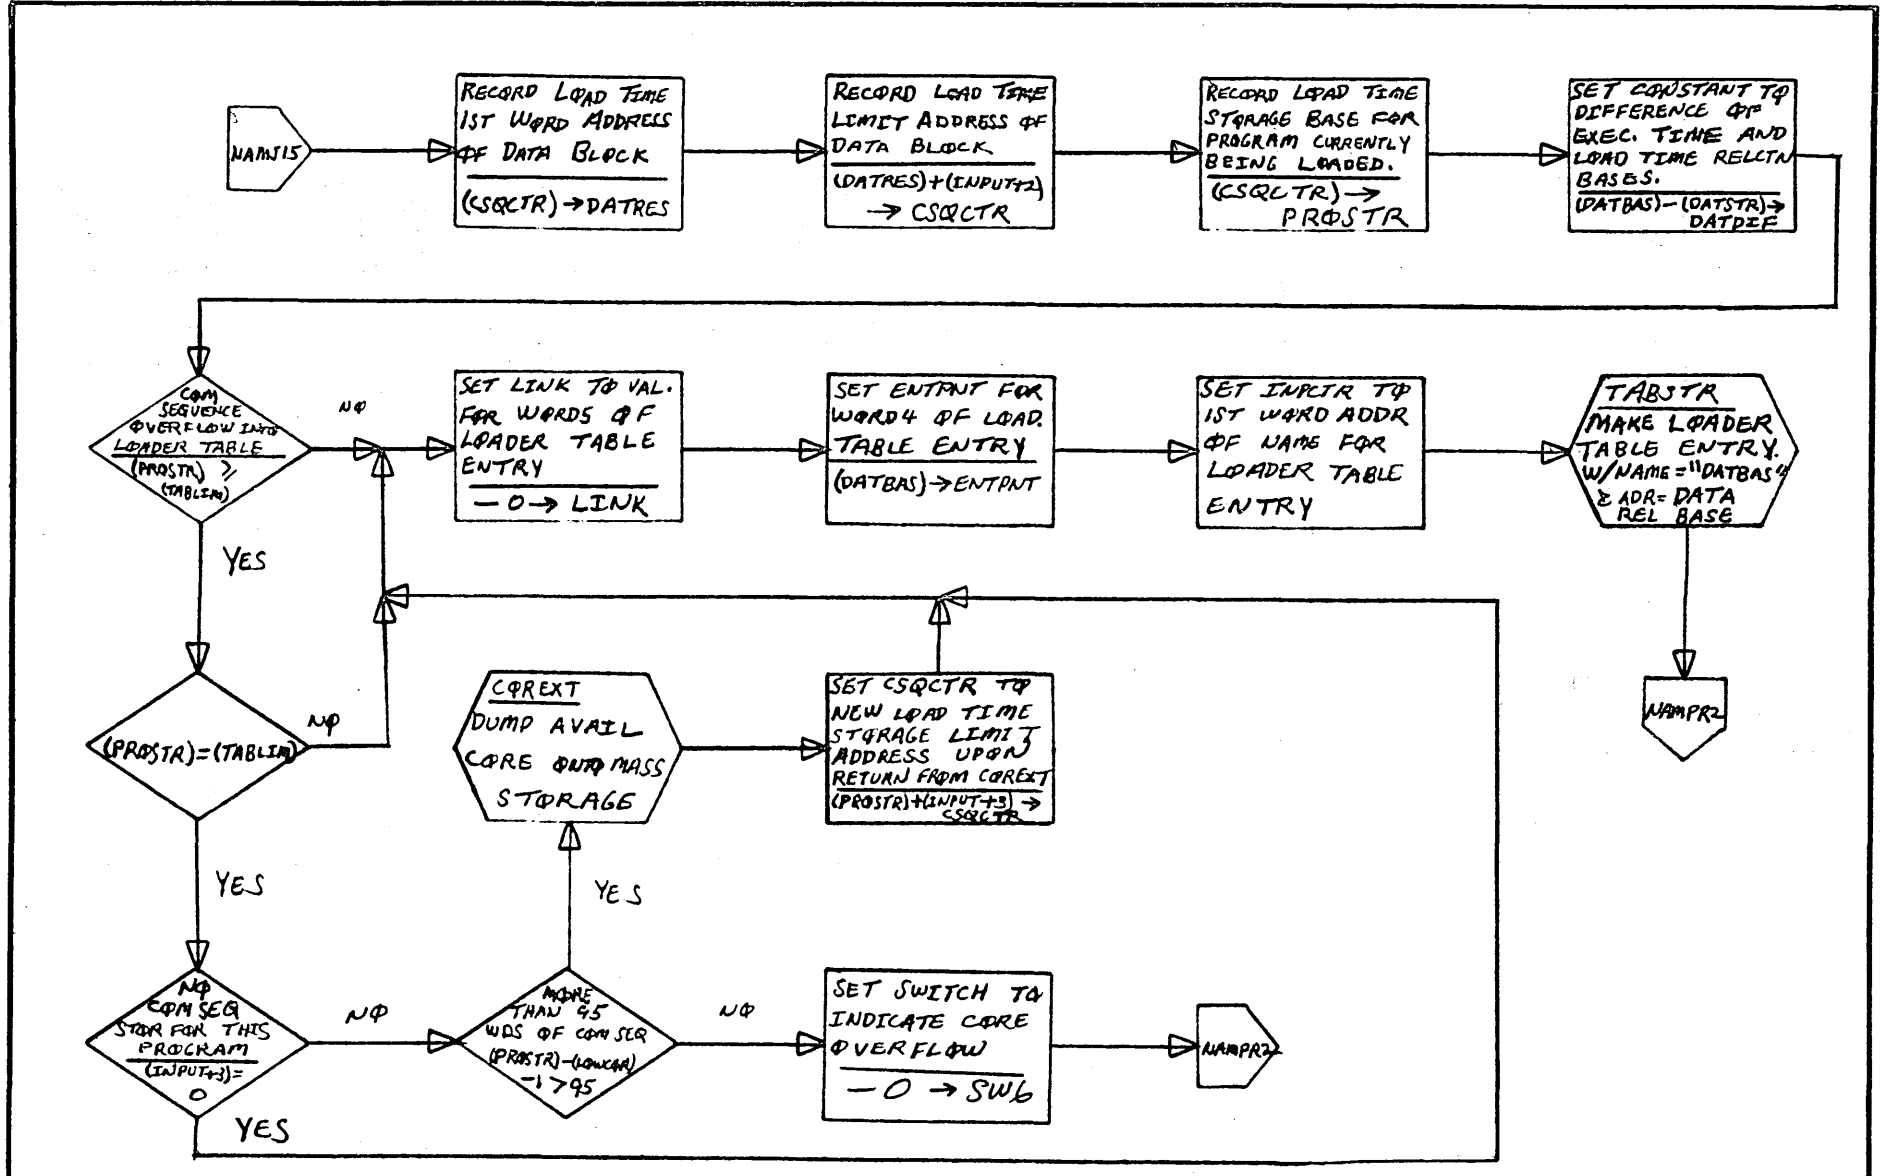 NAMJ15
RECORD LOAD TIME
1ST WORD ADDRESS
OF DATA BLOCK
(CSQCTR)→DATRES
RECORD LOAD TIME
LIMIT ADDRESS OF
DATA BLOCK
(DATRES)+(INPUT+2)
→ CSQCTR
RECORD LOAD TIME
STORAGE BASE FOR
PROGRAM CURRENTLY
BEING LOADED.
(CSQCTR)→
PROSTR
SET CONSTANT TO
DIFFERENCE OF
EXEC. TIME AND
LOAD TIME RELCTN
BASES.
(DATBAS)-(DATSTR)→
DATDIF
COM
SEQUENCE
OVERFLOW INTO
LOADER TABLE
(PROSTR) ≥
(TABLIM)
NO
YES
SET LINK TO VAL.
FOR WORD5 OF
LOADER TABLE
ENTRY
-0→ LINK
SET ENTPNT FOR
WORD4 OF LOAD.
TABLE ENTRY
(DATBAS)→ENTPNT
SET INPCTR TO
1ST WORD ADDR
OF NAME FOR
LOADER TABLE
ENTRY
TABSTR
MAKE LOADER
TABLE ENTRY.
W/NAME="DATBAS"
& ADR= DATA
REL BASE
NAMPR2
(PROSTR)=(TABLIM)
NO
YES
COREXT
DUMP AVAIL
CORE ONTO MASS
STORAGE
SET CSQCTR TO
NEW LOAD TIME
STORAGE LIMIT
ADDRESS UPON
RETURN FROM COREXT
(PROSTR)+(INPUT+3)→
CSQCTR
YES
NO
COM SEQ
STOR FOR THIS
PROGRAM
(INPUT+3)=
0
NO
YES
MORE
THAN 95
WDS OF COM SEQ
(PROSTR)-(LOWCOR)
-1>95
NO
SET SWITCH TO
INDICATE CORE
OVERFLOW
-0 → SW6
NAMPR2